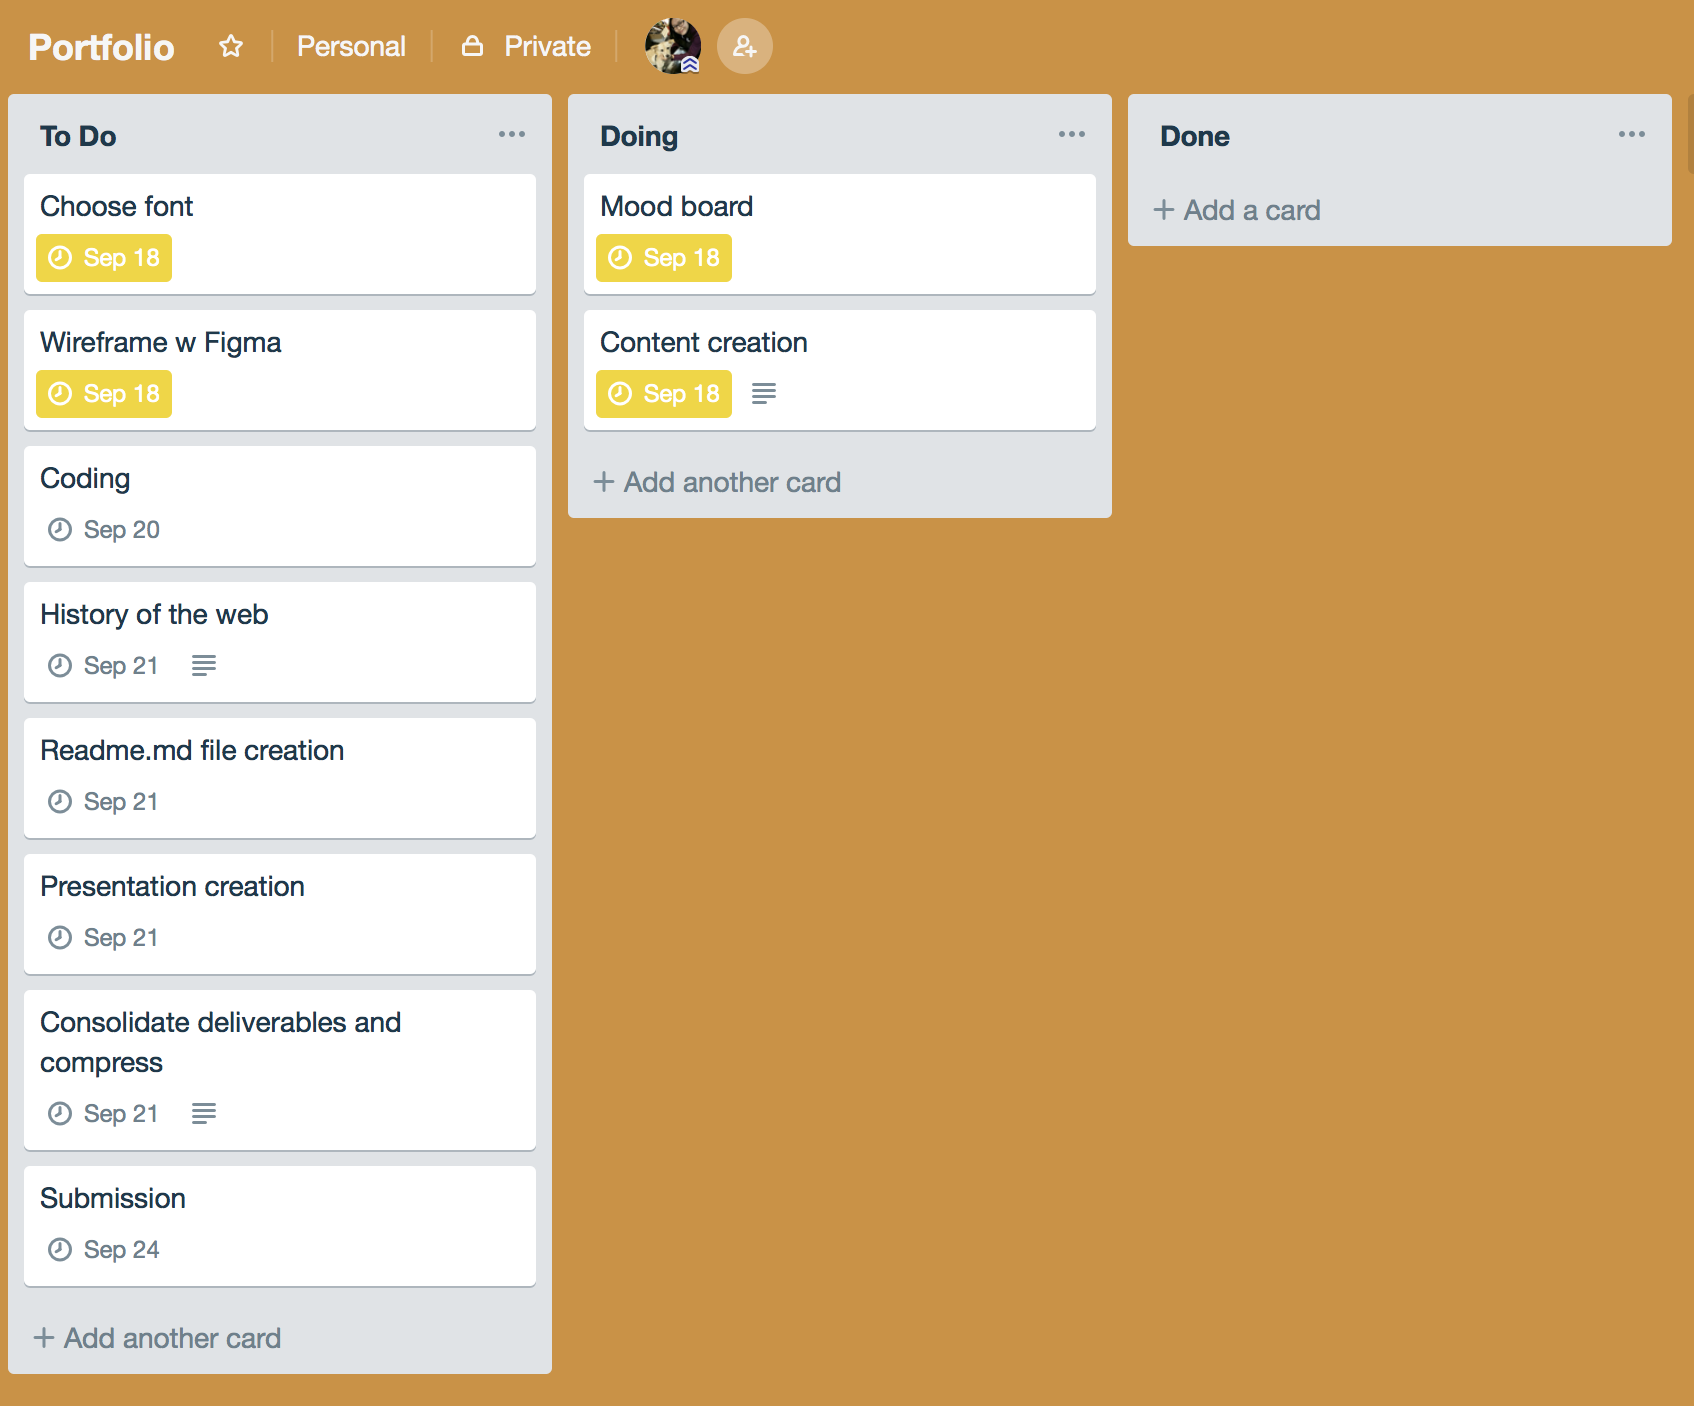 Portfolio
Personal
Private
To Do
Choose font
Sep 18
Wireframe w Figma
Sep 18
Coding
Sep 20
History of the web
Sep 21
Readme.md file creation
Sep 21
Presentation creation
Sep 21
Consolidate deliverables and
compress
Sep 21
Submission
Sep 24
+ Add another card
Doing
Mood board
Sep 18
Content creation
Sep 18
+ Add another card
Done
+ Add a card